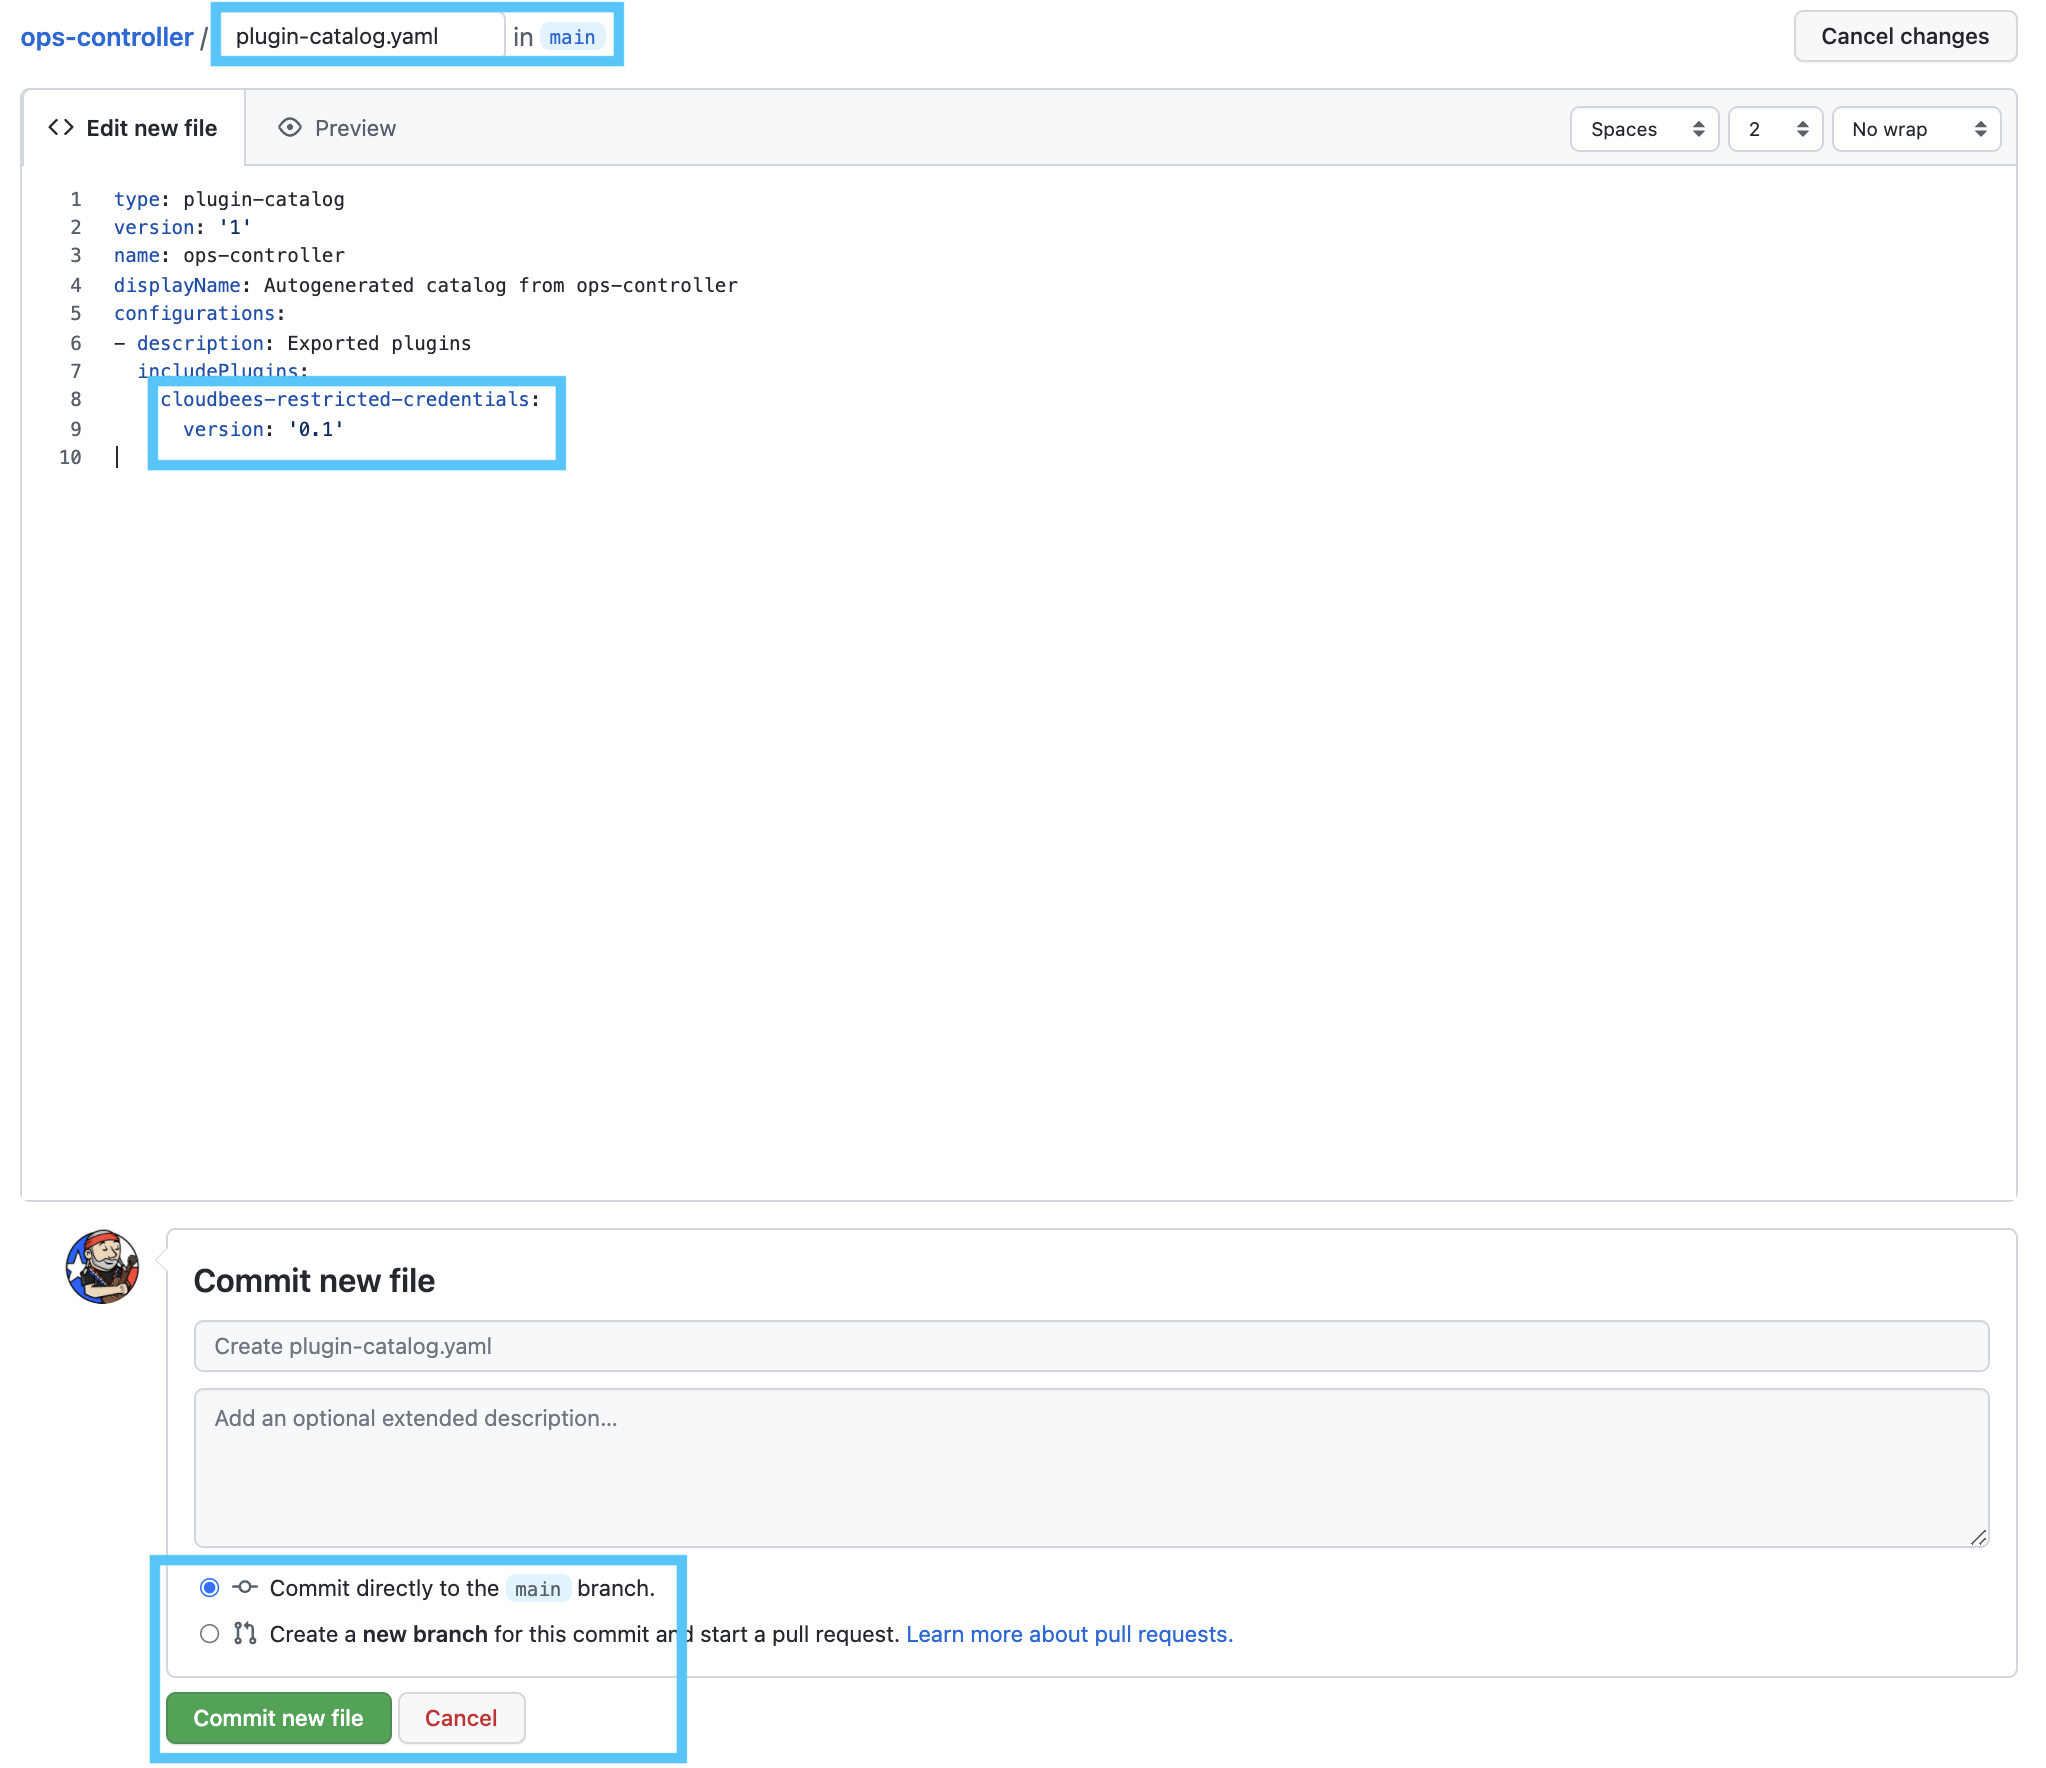 ops-controller / plugin-catalog.yaml in main Cancel changes
Edit new file Preview Spaces 2 No wrap
1 type: plugin-catalog
2 version: '1'
3 name: ops-controller
4 displayName: Autogenerated catalog from ops-controller
5 configurations:
6 - description: Exported plugins
7   includePlugins:
8     cloudbees-restricted-credentials:
9       version: '0.1'
10
Commit new file
Create plugin-catalog.yaml
Add an optional extended description...
Commit directly to the main branch.
Create a new branch for this commit and start a pull request. Learn more about pull requests.
Commit new file Cancel